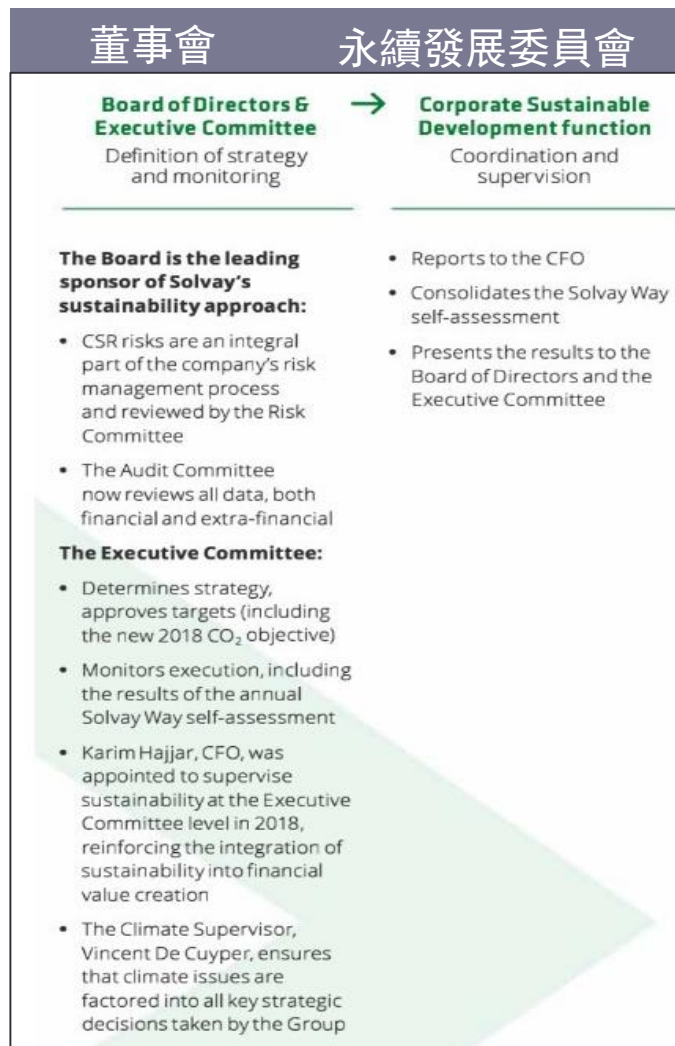 董事會
永續發展委員會
Board of Directors &
Executive Committee
Definition of strategy
and monitoring
→
Corporate Sustainable
Development function
Coordination and
supervision
The Board is the leading
sponsor of Solvay's
sustainability approach:
• CSR risks are an integral
part of the company's risk
management process
and reviewed by the Risk
Committee
• The Audit Committee
now reviews all data, both
financial and extra-financial
The Executive Committee:
• Determines strategy,
approves targets (including
the new 2018 CO₂ objective)
• Monitors execution, including
the results of the annual
Solvay Way self-assessment
• Karim Hajjar, CFO, was
appointed to supervise
sustainability at the Executive
Committee level in 2018,
reinforcing the integration of
sustainability into financial
value creation
• The Climate Supervisor,
Vincent De Cuyper, ensures
that climate issues are
factored into all key strategic
decisions taken by the Group
• Reports to the CFO
• Consolidates the Solvay Way
self-assessment
• Presents the results to the
Board of Directors and the
Executive Committee